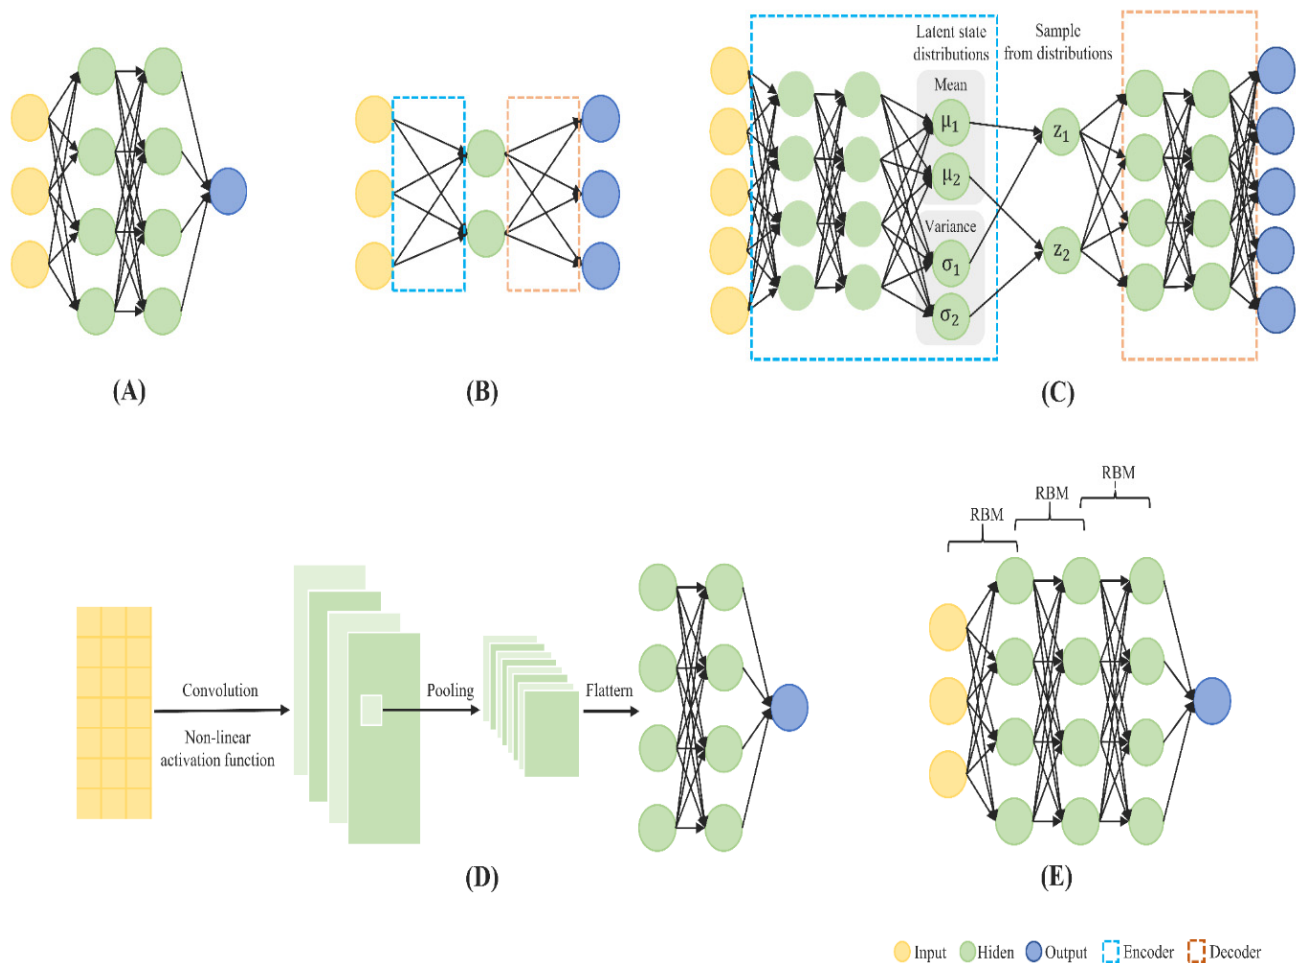 Latent state
distributions
Sample
from distributions
Mean
μ1
μ2
Variance
σ1
σ2
z1
z2
(A)
(B)
(C)
RBM
RBM
RBM
Convolution
Non-linear
activation function
Pooling
Flattern
(D)
(E)
Input
Hiden
Output
Encoder
Decoder